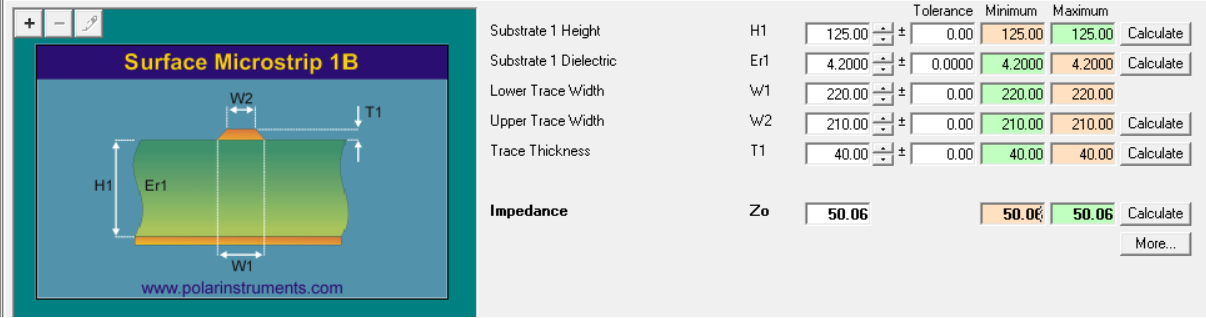 + −
Surface Microstrip 1B
W2
T1
H1 Er1
W1
www.polarinstruments.com
Tolerance Minimum Maximum
Substrate 1 Height H1 125.00 ± 0.00 125.00 125.00 Calculate
Substrate 1 Dielectric Er1 4.2000 ± 0.0000 4.2000 4.2000 Calculate
Lower Trace Width W1 220.00 ± 0.00 220.00 220.00
Upper Trace Width W2 210.00 ± 0.00 210.00 210.00 Calculate
Trace Thickness T1 40.00 ± 0.00 40.00 40.00 Calculate
Impedance Zo 50.06 50.06 50.06 Calculate
More...